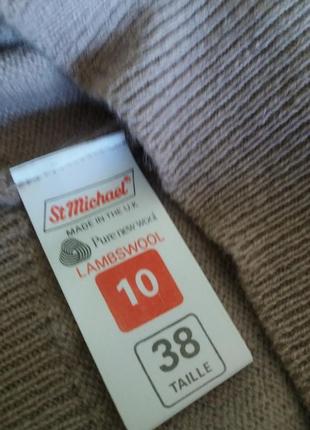 St Michael®
MADE IN THE U.K
Pure new wool
LAMBSWOOL
10
38
TAILLE